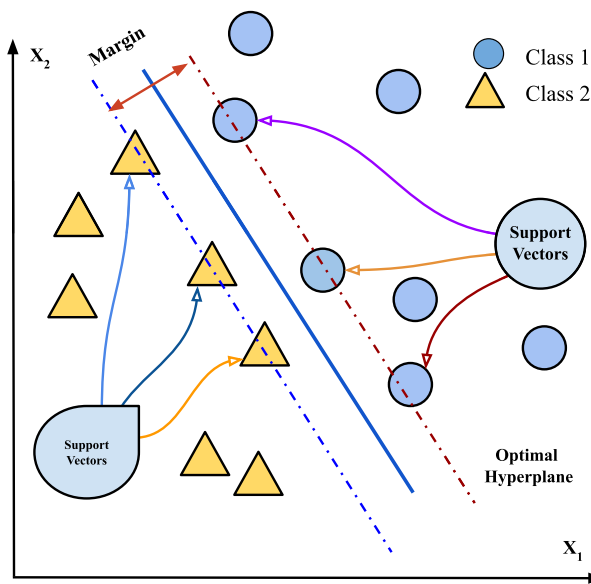 Margin
X2
Class 1
Class 2
Support
Vectors
Support
Vectors
Optimal
Hyperplane
X1